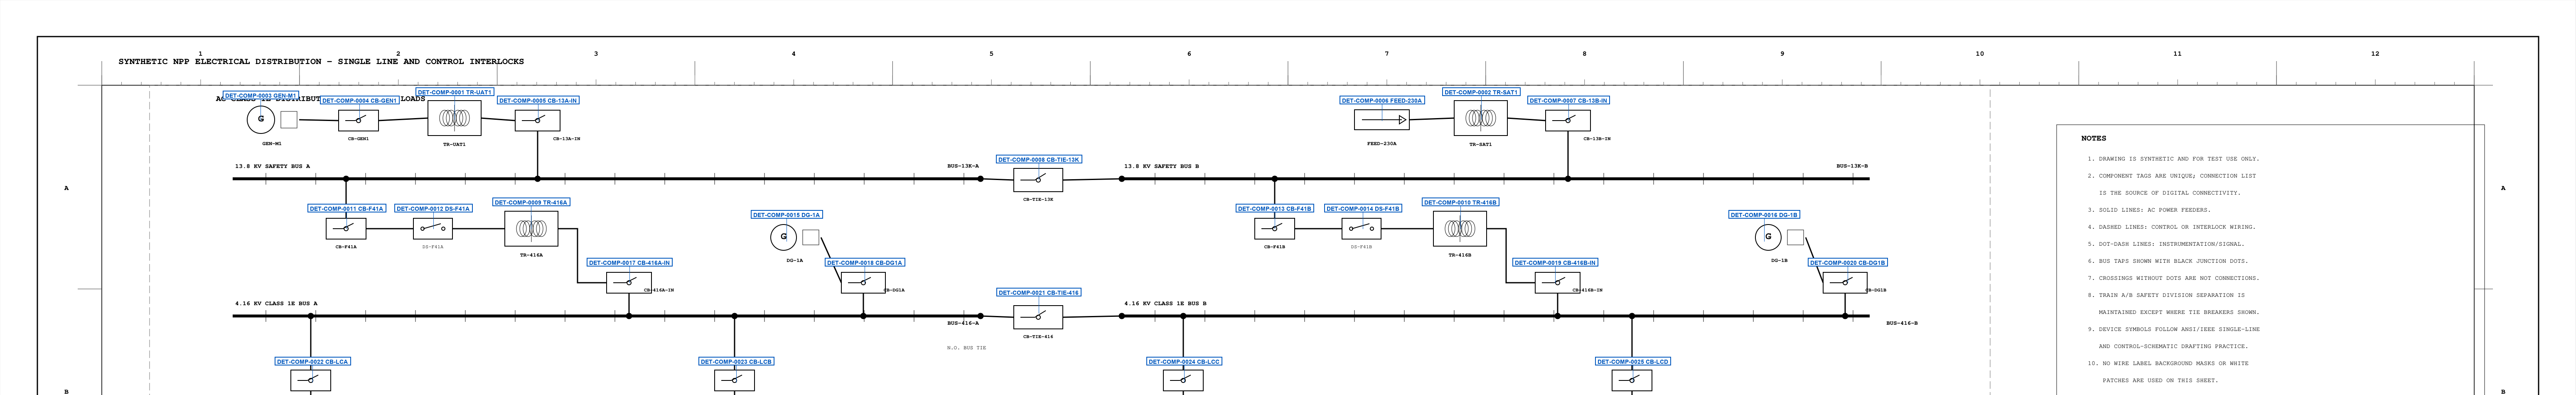 1 2 3 4 5 6 7 8 9 10 11 12
SYNTHETIC NPP ELECTRICAL DISTRIBUTION - SINGLE LINE AND CONTROL INTERLOCKS
DET-COMP-0001 TR-UAT1
DET-COMP-0002 TR-SAT1
DET-COMP-0003 GEN-M1
DET-COMP-0004 CB-GEN1
DET-COMP-0005 CB-13A-IN
DET-COMP-0006 FEED-230A
DET-COMP-0007 CB-13B-IN
G
CB-GEN1
CB-13A-IN
CB-13B-IN
GEN-M1
TR-UAT1
FEED-230A
TR-SAT1
13.8 KV SAFETY BUS A
BUS-13K-A
DET-COMP-0008 CB-TIE-13K
13.8 KV SAFETY BUS B
BUS-13K-B
A
A
CB-TIE-13K
DET-COMP-0009 TR-416A
DET-COMP-0010 TR-416B
DET-COMP-0011 CB-F41A
DET-COMP-0012 DS-F41A
DET-COMP-0015 DG-1A
DET-COMP-0013 CB-F41B
DET-COMP-0014 DS-F41B
DET-COMP-0016 DG-1B
G
G
CB-F41A
DS-F41A
TR-416A
DG-1A
CB-F41B
DS-F41B
TR-416B
DG-1B
DET-COMP-0017 CB-416A-IN
DET-COMP-0018 CB-DG1A
DET-COMP-0019 CB-416B-IN
DET-COMP-0020 CB-DG1B
CB-416A-IN
CB-DG1A
CB-416B-IN
CB-DG1B
4.16 KV CLASS 1E BUS A
DET-COMP-0021 CB-TIE-416
4.16 KV CLASS 1E BUS B
BUS-416-A
BUS-416-B
CB-TIE-416
N.O. BUS TIE
DET-COMP-0022 CB-LCA
DET-COMP-0023 CB-LCB
DET-COMP-0024 CB-LCC
DET-COMP-0025 CB-LCD
B
B
NOTES
1. DRAWING IS SYNTHETIC AND FOR TEST USE ONLY.
2. COMPONENT TAGS ARE UNIQUE; CONNECTION LIST
IS THE SOURCE OF DIGITAL CONNECTIVITY.
3. SOLID LINES: AC POWER FEEDERS.
4. DASHED LINES: CONTROL OR INTERLOCK WIRING.
5. DOT-DASH LINES: INSTRUMENTATION/SIGNAL.
6. BUS TAPS SHOWN WITH BLACK JUNCTION DOTS.
7. CROSSINGS WITHOUT DOTS ARE NOT CONNECTIONS.
8. TRAIN A/B SAFETY DIVISION SEPARATION IS
MAINTAINED EXCEPT WHERE TIE BREAKERS SHOWN.
9. DEVICE SYMBOLS FOLLOW ANSI/IEEE SINGLE-LINE
AND CONTROL-SCHEMATIC DRAFTING PRACTICE.
10. NO WIRE LABEL BACKGROUND MASKS OR WHITE
PATCHES ARE USED ON THIS SHEET.